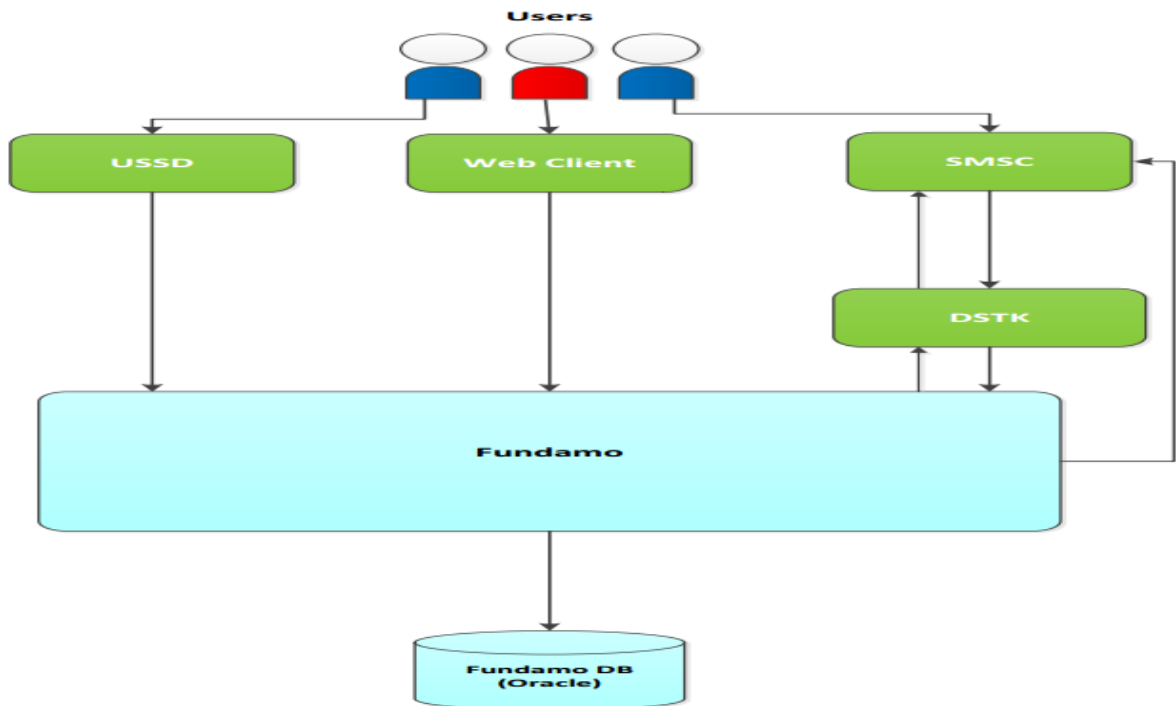 Users
USSD
Web Client
SMSC
DSTK
Fundamo
Fundamo DB
(Oracle)